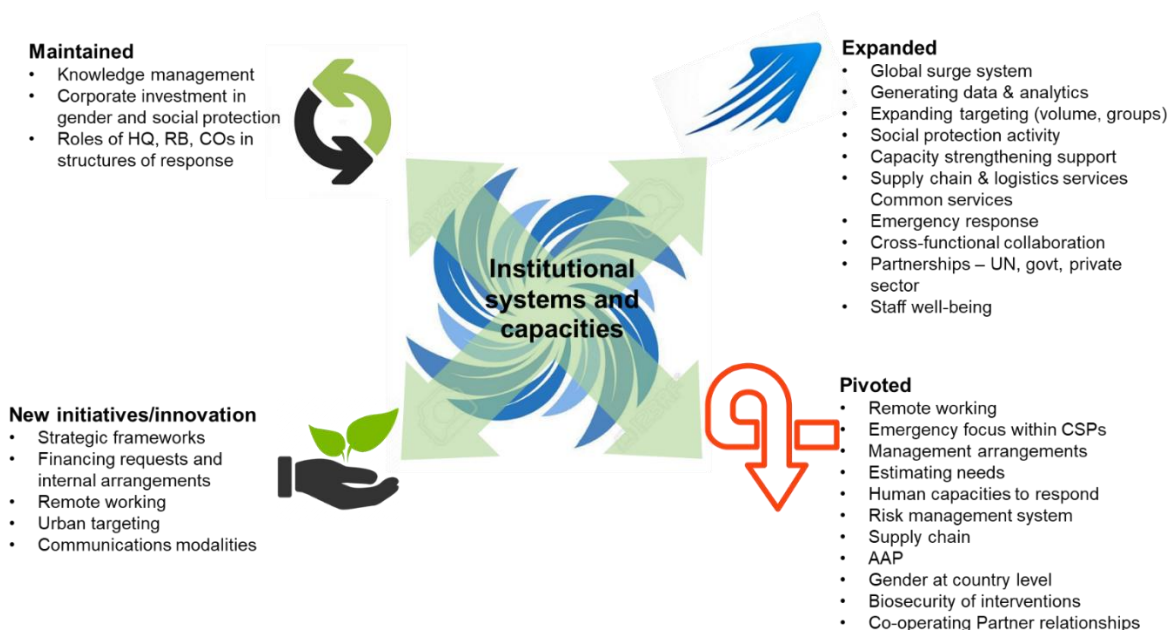 Maintained
• Knowledge management
• Corporate investment in
gender and social protection
• Roles of HQ, RB, COs in
structures of response
Expanded
• Global surge system
• Generating data & analytics
• Expanding targeting (volume, groups)
• Social protection activity
• Capacity strengthening support
• Supply chain & logistics services
Common services
• Emergency response
• Cross-functional collaboration
• Partnerships – UN, govt, private
sector
• Staff well-being
Institutional
systems and
capacities
New initiatives/innovation
• Strategic frameworks
• Financing requests and
internal arrangements
• Remote working
• Urban targeting
• Communications modalities
Pivoted
• Remote working
• Emergency focus within CSPs
• Management arrangements
• Estimating needs
• Human capacities to respond
• Risk management system
• Supply chain
• AAP
• Gender at country level
• Biosecurity of interventions
• Co-operating Partner relationships